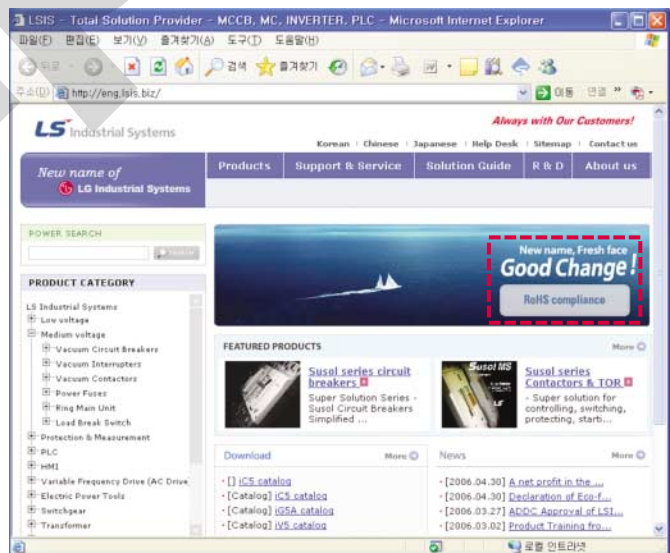 LSIS - Total Solution Provider - MCCB, MC, INVERTER, PLC - Microsoft Internet Explorer
파일(F) 편집(E) 보기(V) 즐겨찾기(A) 도구(T) 도움말(H)
뒤로 검색 즐겨찾기
주소(D) http://eng.lsis.biz/ 이동 연결 »
LS Industrial Systems
Always with Our Customers!
Korean | Chinese | Japanese | Help Desk | Sitemap | Contact us
New name of
LG Industrial Systems
Products Support & Service Solution Guide R & D About us
POWER SEARCH
Search
PRODUCT CATEGORY
LS Industrial Systems
Low voltage
Medium voltage
Vacuum Circuit Breakers
Vacuum Interrupters
Vacuum Contactors
Power Fuses
Ring Main Unit
Load Break Switch
Protection & Measurement
PLC
HMI
Variable Frequency Drive (AC Drive
Electric Power Tools
Switchgear
Transformer
New name, Fresh face
Good Change!
RoHS compliance
FEATURED PRODUCTS More
Susol series circuit
breakers
Super Solution Series -
Susol Circuit Breakers
Simplified ...
Susol MS
Susol series
Contactors & TOR
- Super solution for
controlling, switching,
protecting, starti...
Download More
· [] iC5 catalog
· [Catalog] iC5 catalog
· [Catalog] iG5A catalog
· [Catalog] iV5 catalog
News More
· [2006.04.30] A net profit in the ...
· [2006.04.30] Declaration of Eco-f...
· [2006.03.27] ADDC Approval of LSI...
· [2006.03.02] Product Training fro...
로컬 인트라넷